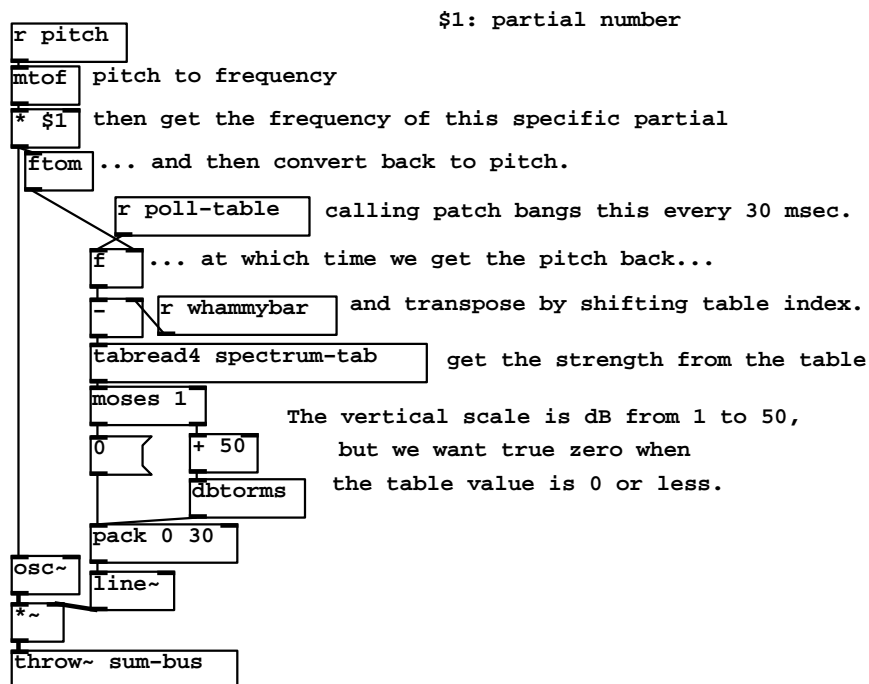 $1: partial number
r pitch
mtof pitch to frequency
* $1 then get the frequency of this specific partial
ftom ... and then convert back to pitch.
r poll-table calling patch bangs this every 30 msec.
f ... at which time we get the pitch back...
- r whammybar and transpose by shifting table index.
tabread4 spectrum-tab get the strength from the table
moses 1
The vertical scale is dB from 1 to 50,
0 + 50 but we want true zero when
dbtorms the table value is 0 or less.
pack 0 30
osc~
line~
*~
throw~ sum-bus